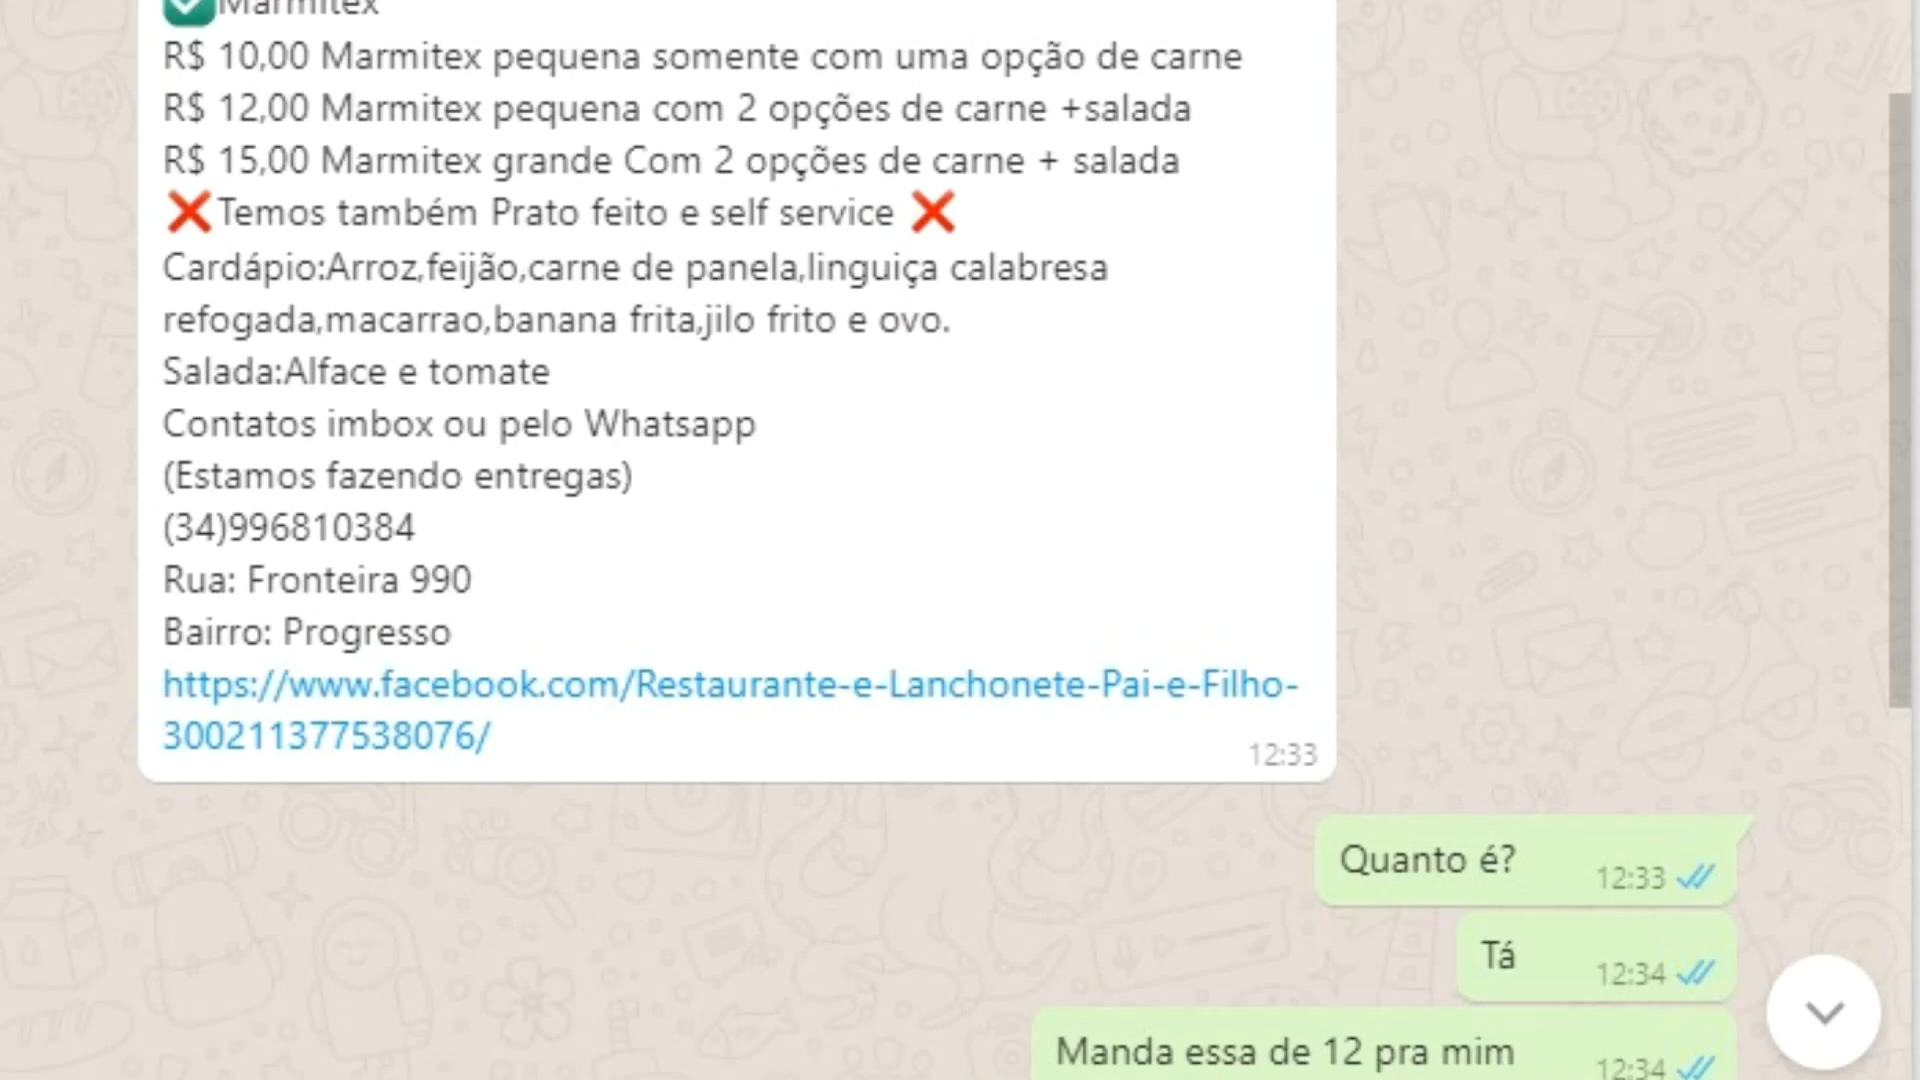 Marmitex
R$ 10,00 Marmitex pequena somente com uma opção de carne
R$ 12,00 Marmitex pequena com 2 opções de carne +salada
R$ 15,00 Marmitex grande Com 2 opções de carne + salada
❌Temos também Prato feito e self service ❌
Cardápio:Arroz,feijão,carne de panela,linguiça calabresa
refogada,macarrao,banana frita,jilo frito e ovo.
Salada:Alface e tomate
Contatos imbox ou pelo Whatsapp
(Estamos fazendo entregas)
(34)996810384
Rua: Fronteira 990
Bairro: Progresso
https://www.facebook.com/Restaurante-e-Lanchonete-Pai-e-Filho-
300211377538076/
12:33
Quanto é? 12:33
Tá 12:34
Manda essa de 12 pra mim 12:34